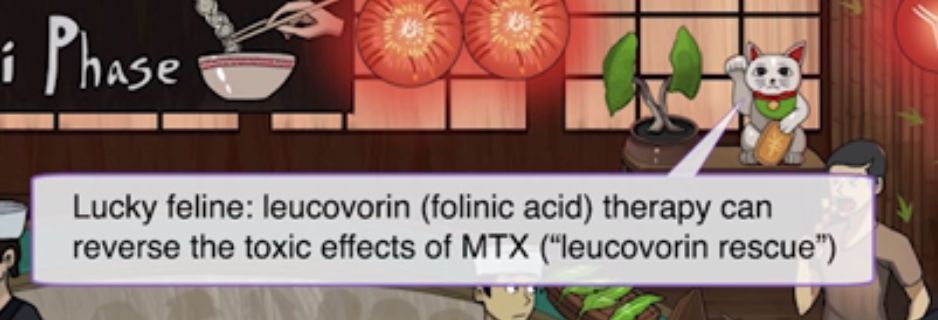 i Phase
Lucky feline: leucovorin (folinic acid) therapy can
reverse the toxic effects of MTX (“leucovorin rescue”)